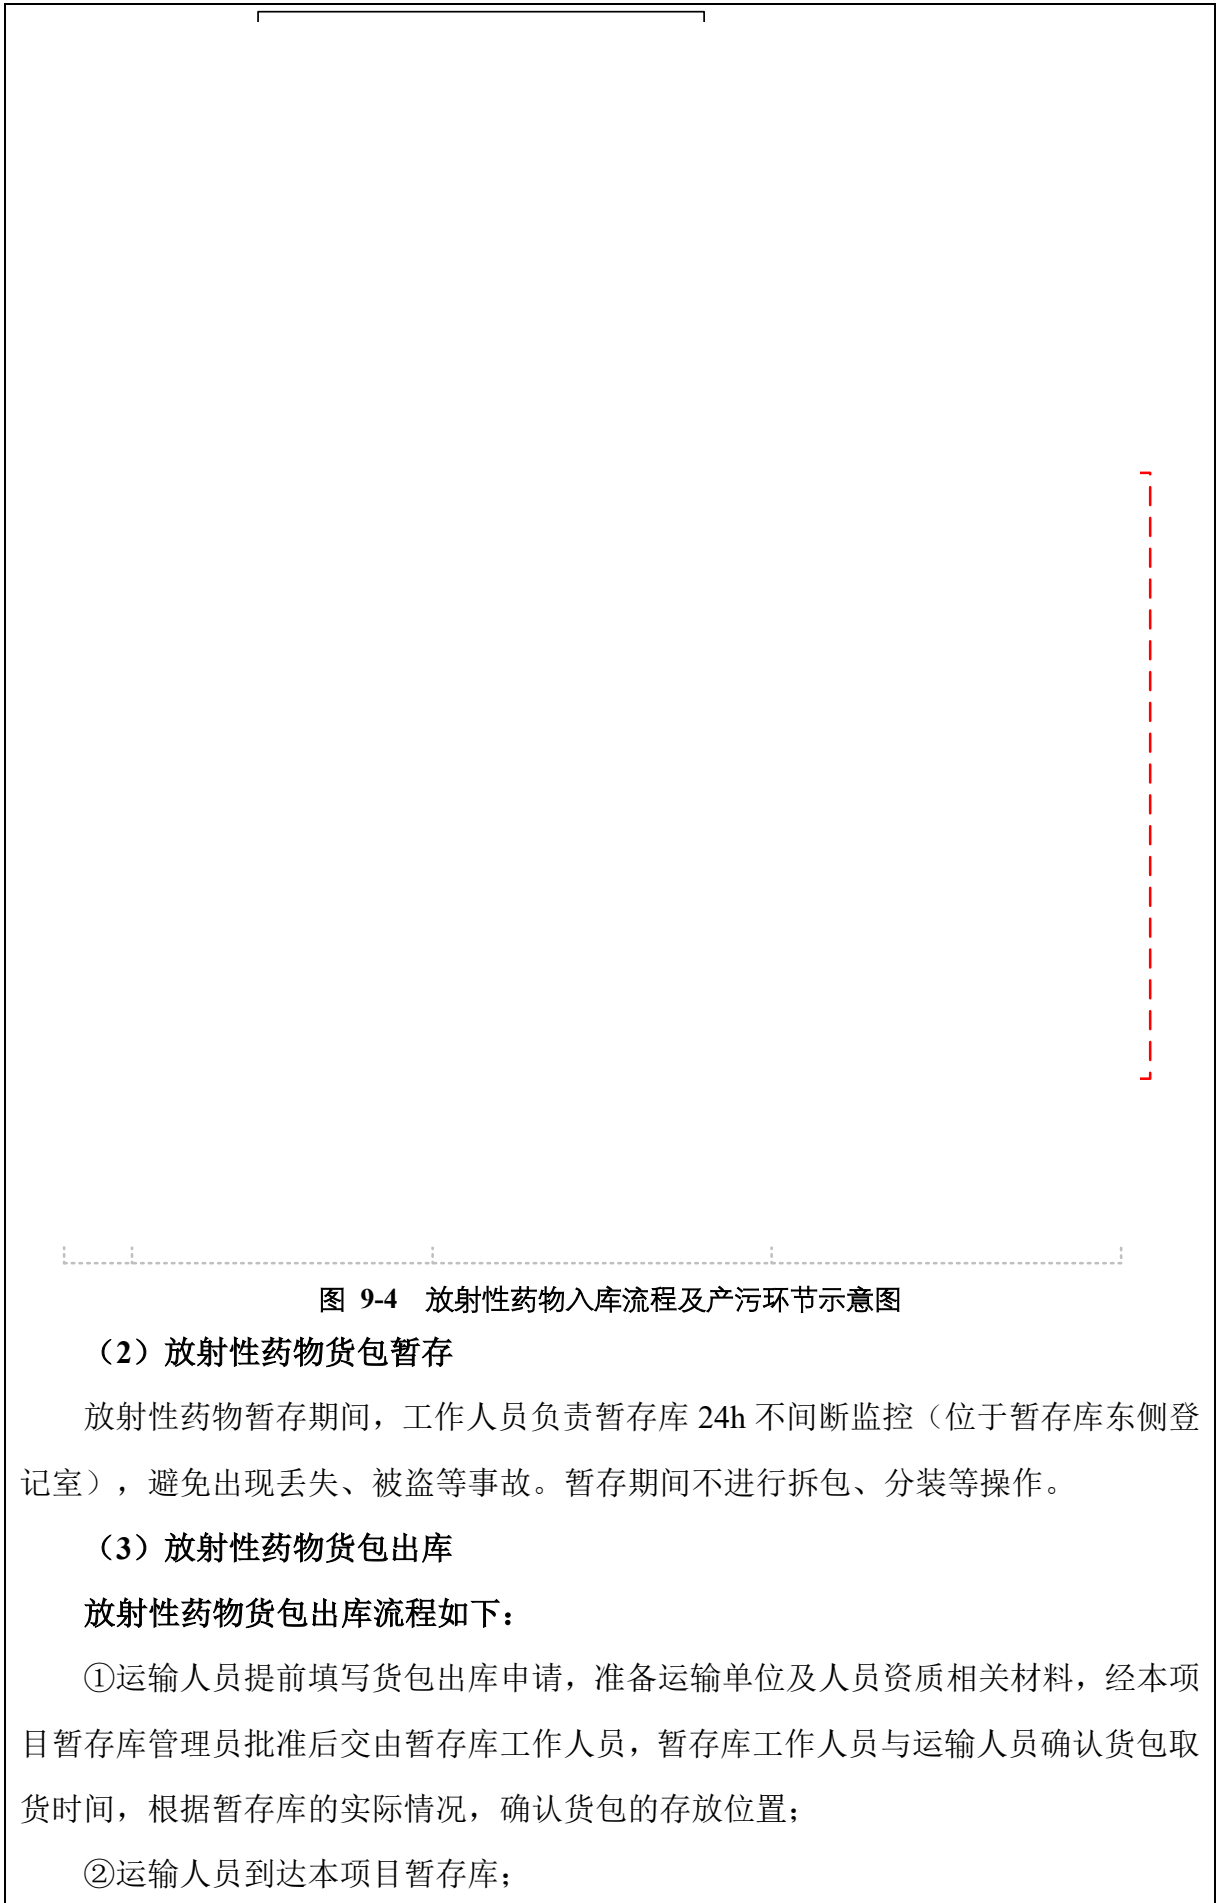 图 9-4 放射性药物入库流程及产污环节示意图
（2）放射性药物货包暂存
放射性药物暂存期间，工作人员负责暂存库 24h 不间断监控（位于暂存库东侧登
记室），避免出现丢失、被盗等事故。暂存期间不进行拆包、分装等操作。
（3）放射性药物货包出库
放射性药物货包出库流程如下：
①运输人员提前填写货包出库申请，准备运输单位及人员资质相关材料，经本项
目暂存库管理员批准后交由暂存库工作人员，暂存库工作人员与运输人员确认货包取
货时间，根据暂存库的实际情况，确认货包的存放位置；
②运输人员到达本项目暂存库；